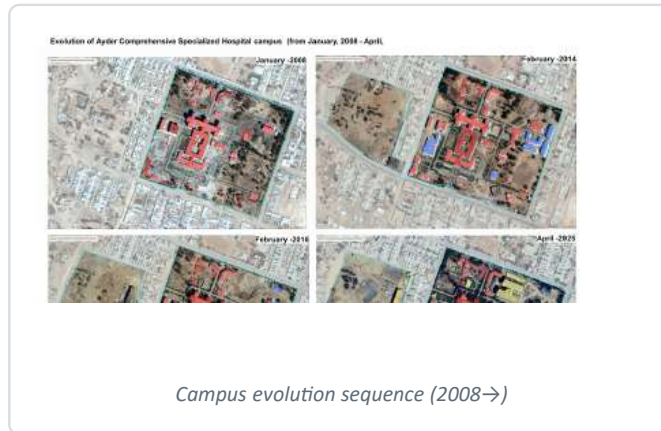 Evolution of Ayder Comprehensive Specialized Hospital campus (from January, 2008 - April,
January -2008
February -2014
February -2016
April -2025
Campus evolution sequence (2008→)